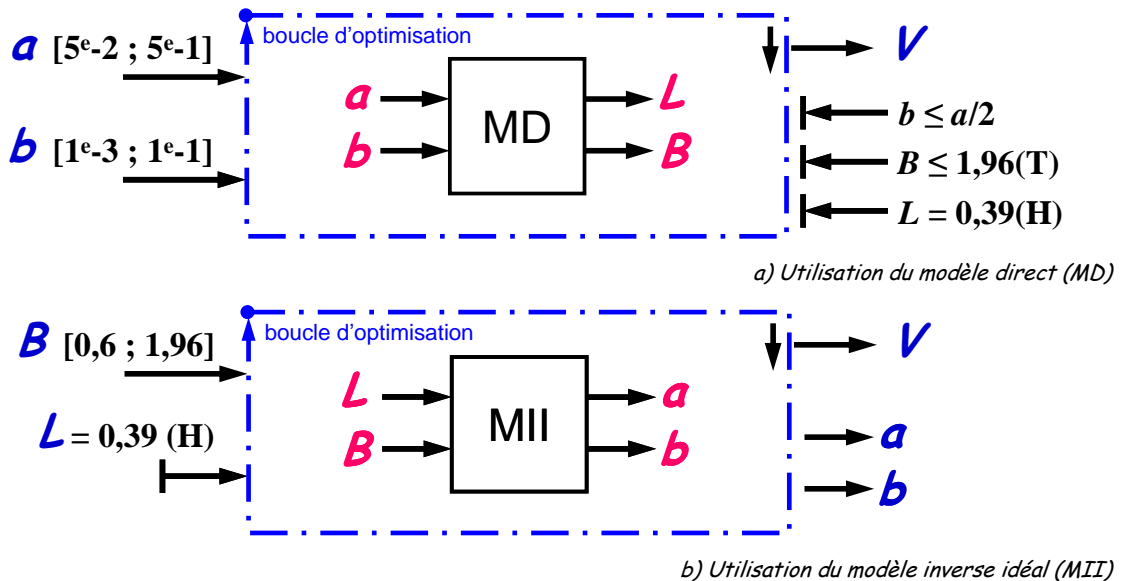 a [5ᵉ-2 ; 5ᵉ-1]
boucle d'optimisation
V
a
MD
L
b ≤ a/2
b [1ᵉ-3 ; 1ᵉ-1]
b
B
B ≤ 1,96(T)
L = 0,39(H)
a) Utilisation du modèle direct (MD)
B [0,6 ; 1,96]
boucle d'optimisation
V
L
MII
a
L = 0,39 (H)
B
b
a
b
b) Utilisation du modèle inverse idéal (MII)